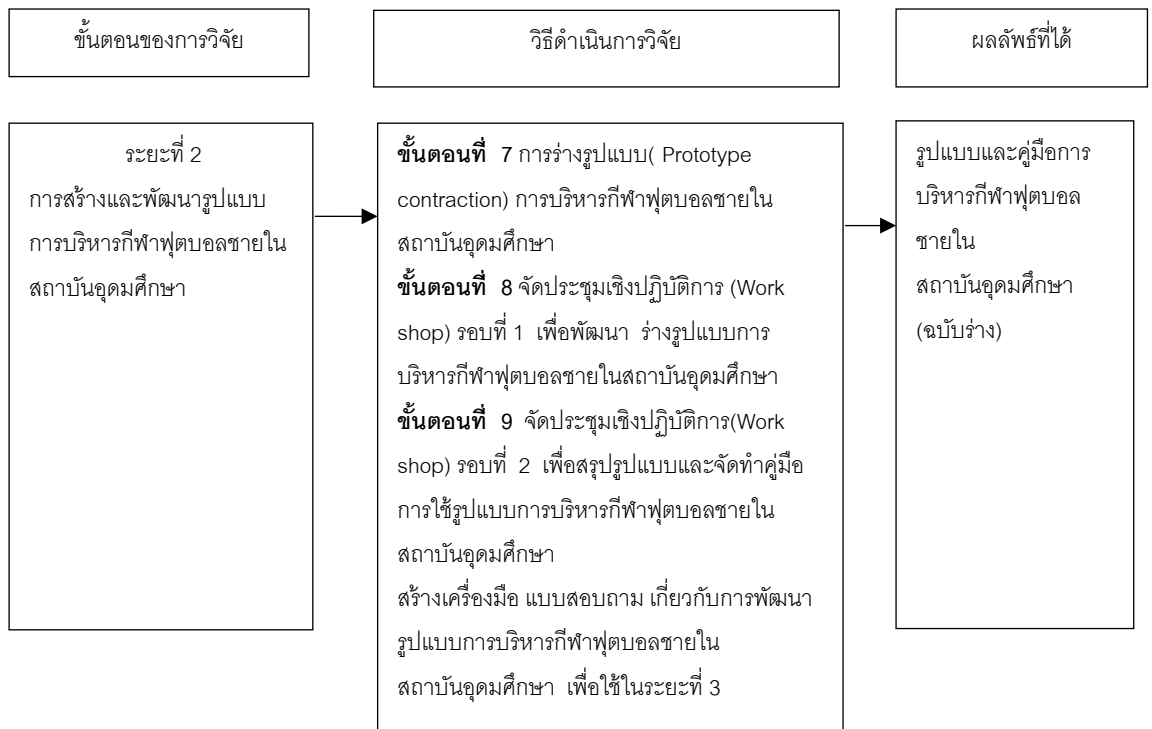 ขั้นตอนของการวิจัย
วิธีดำเนินการวิจัย
ผลลัพธ์ที่ได้
ระยะที่ 2
การสร้างและพัฒนารูปแบบ
การบริหารกีฬาฟุตบอลชายใน
สถาบันอุดมศึกษา
ขั้นตอนที่ 7 การร่างรูปแบบ( Prototype
contraction) การบริหารกีฬาฟุตบอลชายใน
สถาบันอุดมศึกษา
ขั้นตอนที่ 8 จัดประชุมเชิงปฏิบัติการ (Work
shop) รอบที่ 1 เพื่อพัฒนา ร่างรูปแบบการ
บริหารกีฬาฟุตบอลชายในสถาบันอุดมศึกษา
ขั้นตอนที่ 9 จัดประชุมเชิงปฏิบัติการ(Work
shop) รอบที่ 2 เพื่อสรุปรูปแบบและจัดทำคู่มือ
การใช้รูปแบบการบริหารกีฬาฟุตบอลชายใน
สถาบันอุดมศึกษา
สร้างเครื่องมือ แบบสอบถาม เกี่ยวกับการพัฒนา
รูปแบบการบริหารกีฬาฟุตบอลชายใน
สถาบันอุดมศึกษา เพื่อใช้ในระยะที่ 3
รูปแบบและคู่มือการ
บริหารกีฬาฟุตบอล
ชายใน
สถาบันอุดมศึกษา
(ฉบับร่าง)